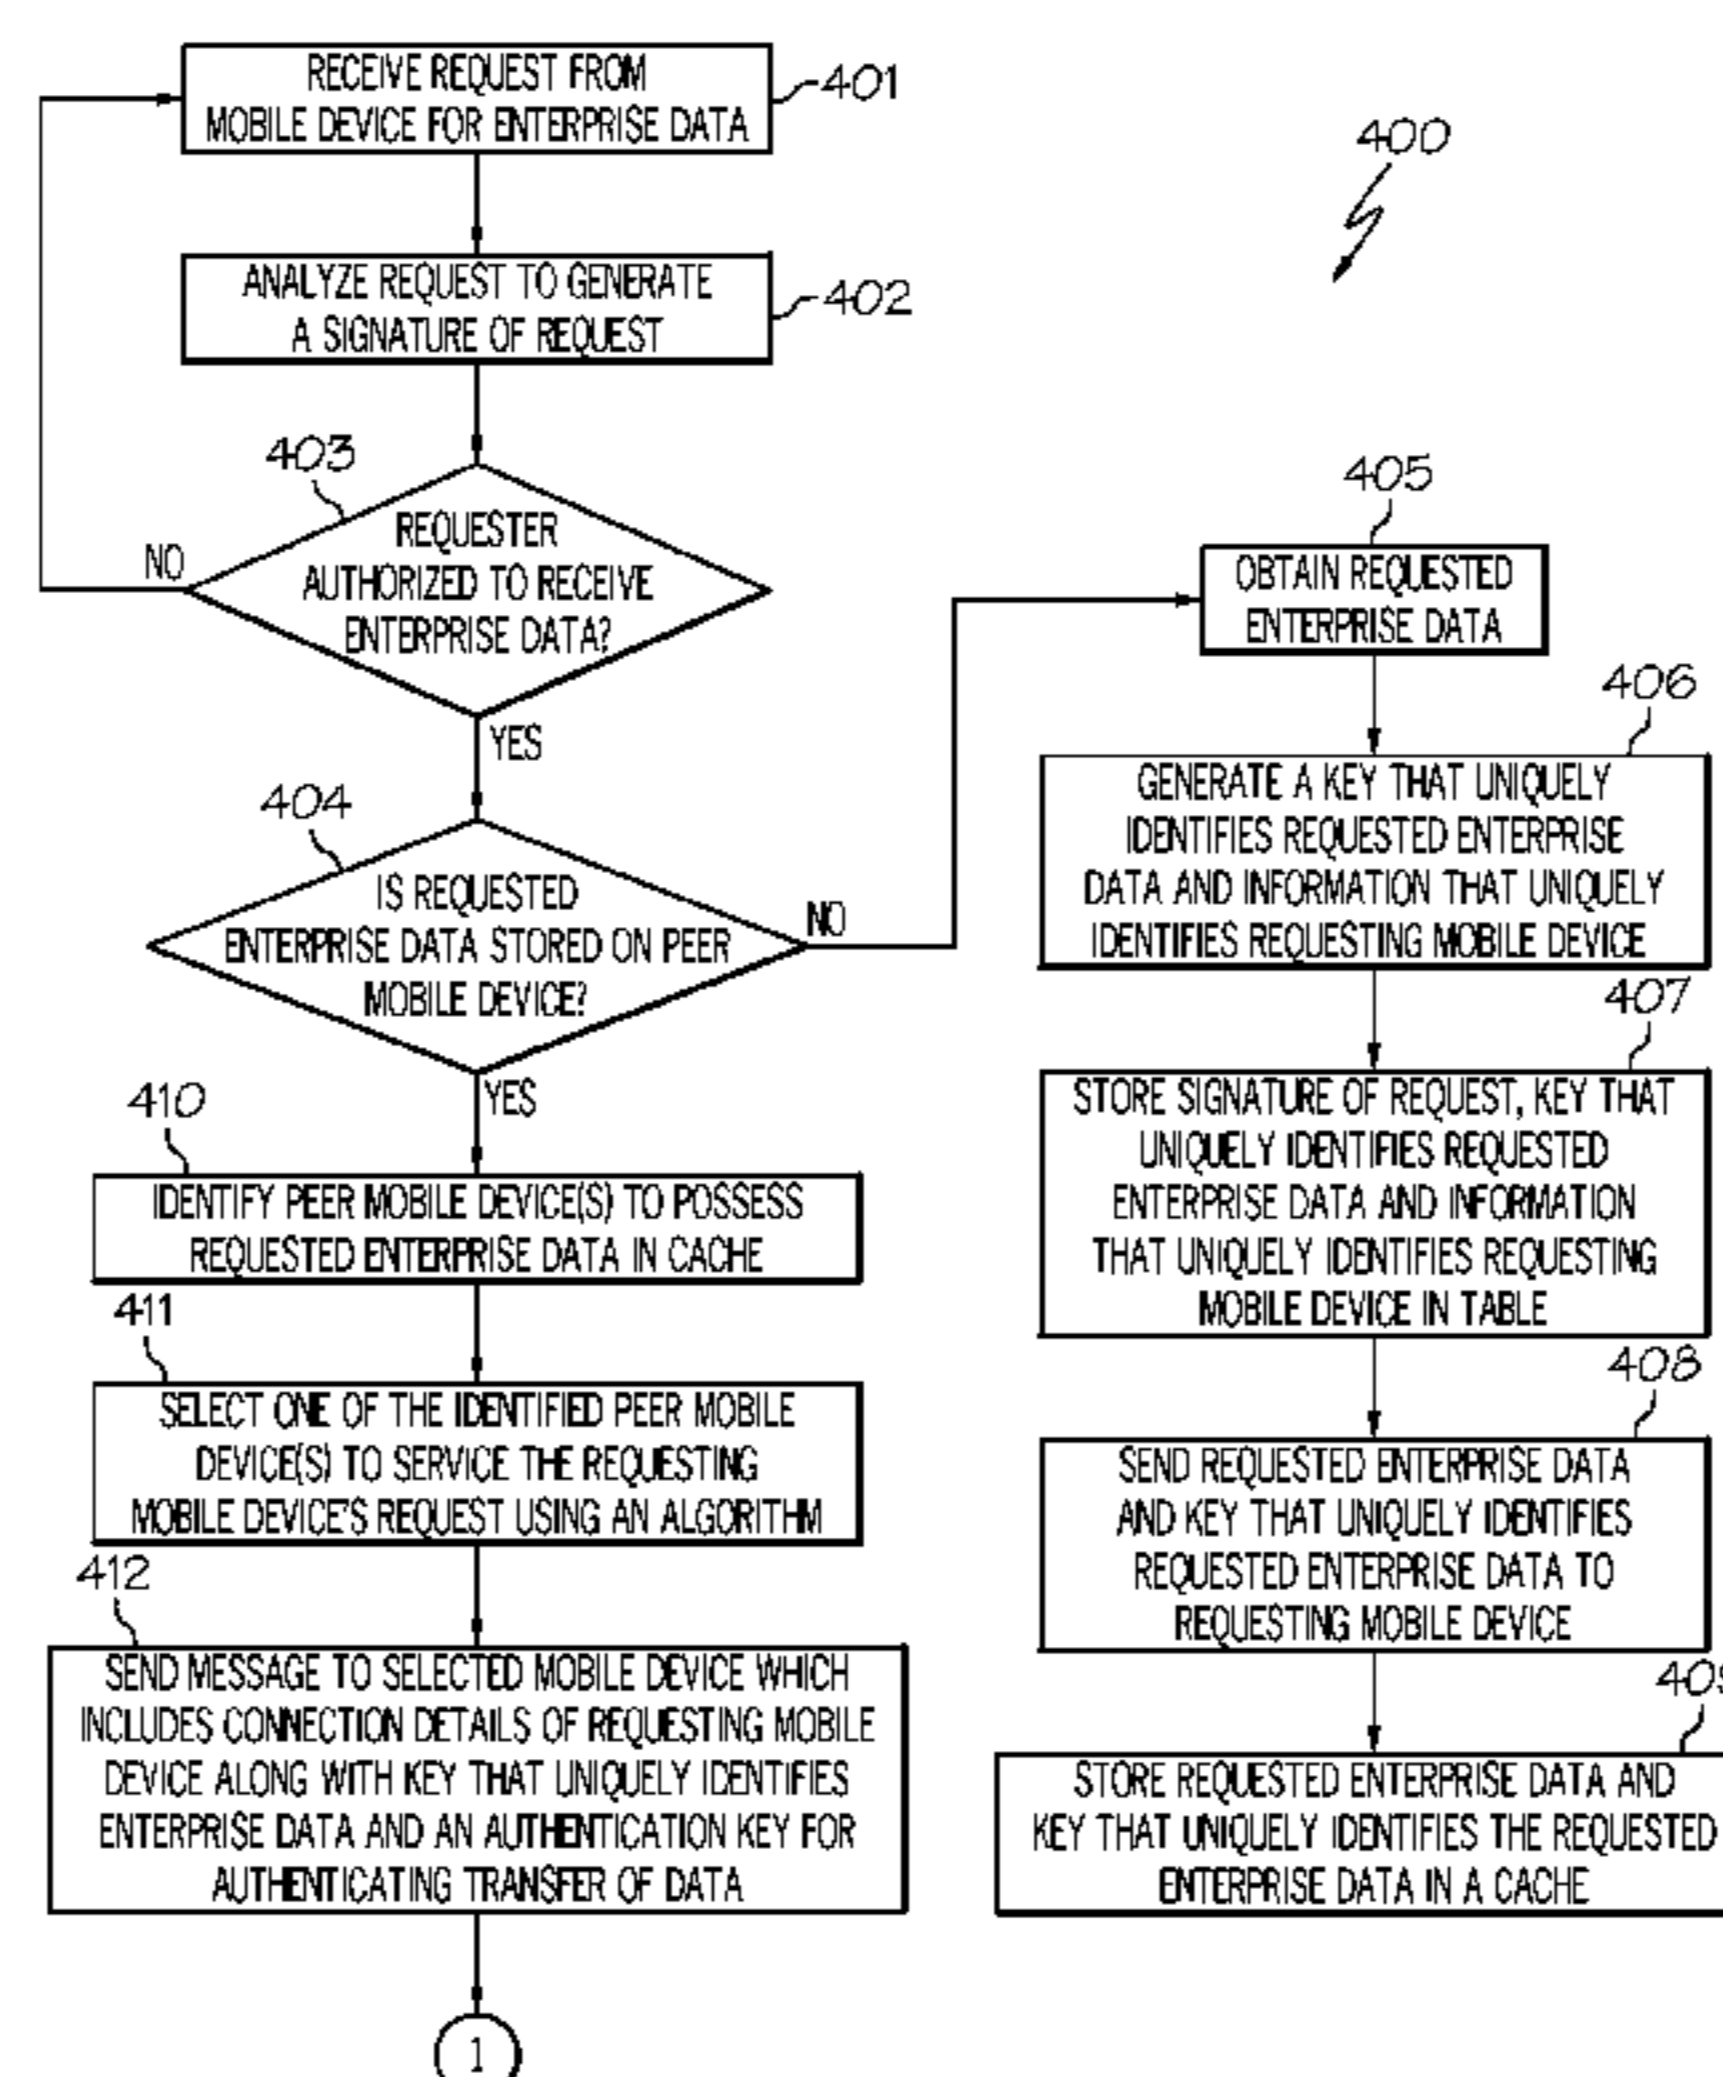 RECEIVE REQUEST FROM
MOBILE DEVICE FOR ENTERPRISE DATA
401
400
ANALYZE REQUEST TO GENERATE
A SIGNATURE OF REQUEST
402
403
REQUESTER
AUTHORIZED TO RECEIVE
ENTERPRISE DATA?
NO
YES
404
IS REQUESTED
ENTERPRISE DATA STORED ON PEER
MOBILE DEVICE?
NO
YES
410
IDENTIFY PEER MOBILE DEVICE(S) TO POSSESS
REQUESTED ENTERPRISE DATA IN CACHE
411
SELECT ONE OF THE IDENTIFIED PEER MOBILE
DEVICE(S) TO SERVICE THE REQUESTING
MOBILE DEVICE'S REQUEST USING AN ALGORITHM
412
SEND MESSAGE TO SELECTED MOBILE DEVICE WHICH
INCLUDES CONNECTION DETAILS OF REQUESTING MOBILE
DEVICE ALONG WITH KEY THAT UNIQUELY IDENTIFIES
ENTERPRISE DATA AND AN AUTHENTICATION KEY FOR
AUTHENTICATING TRANSFER OF DATA
1
405
OBTAIN REQUESTED
ENTERPRISE DATA
406
GENERATE A KEY THAT UNIQUELY
IDENTIFIES REQUESTED ENTERPRISE
DATA AND INFORMATION THAT UNIQUELY
IDENTIFIES REQUESTING MOBILE DEVICE
407
STORE SIGNATURE OF REQUEST, KEY THAT
UNIQUELY IDENTIFIES REQUESTED
ENTERPRISE DATA AND INFORMATION
THAT UNIQUELY IDENTIFIES REQUESTING
MOBILE DEVICE IN TABLE
408
SEND REQUESTED ENTERPRISE DATA
AND KEY THAT UNIQUELY IDENTIFIES
REQUESTED ENTERPRISE DATA TO
REQUESTING MOBILE DEVICE
409
STORE REQUESTED ENTERPRISE DATA AND
KEY THAT UNIQUELY IDENTIFIES THE REQUESTED
ENTERPRISE DATA IN A CACHE